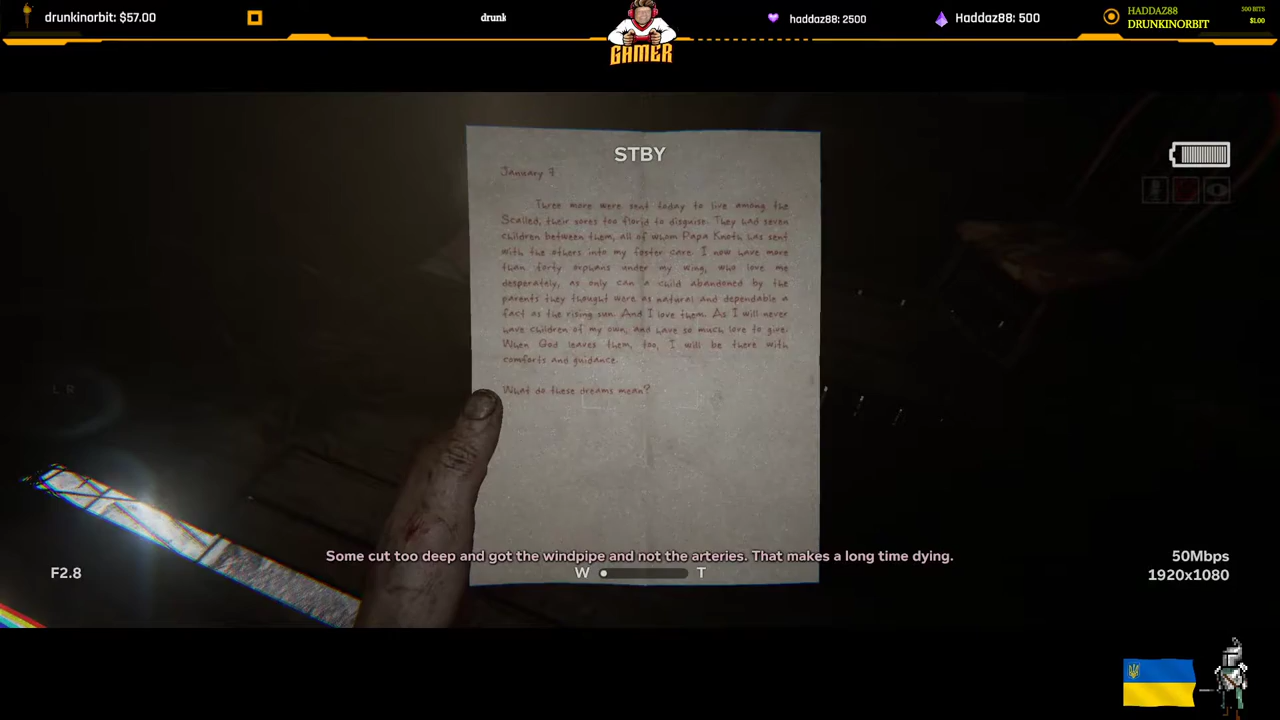 drunkinorbit: $57.00
drunk
haddaz88: 2500
Haddaz88: 500
HADDAZ88
DRUNKINORBIT
500 BITS
$1.00
GAMER
STBY
January 7
Three more were sent today to live among the
Scalled, their sores too florid to disguise. They had seven
children between them, all of whom Papa Knoth has sent
with the others into my foster care. I now have more
than forty orphans under my wing, who love me
desperately, as only can a child abandoned by the
parents they thought were as natural and dependable a
fact as the rising sun. And I love them. As I will never
have children of my own, and have so much love to give.
When God leaves them, too, I will be there with
comforts and guidance.
What do these dreams mean?
L R
Some cut too deep and got the windpipe and not the arteries. That makes a long time dying.
F2.8
W T
50Mbps
1920x1080